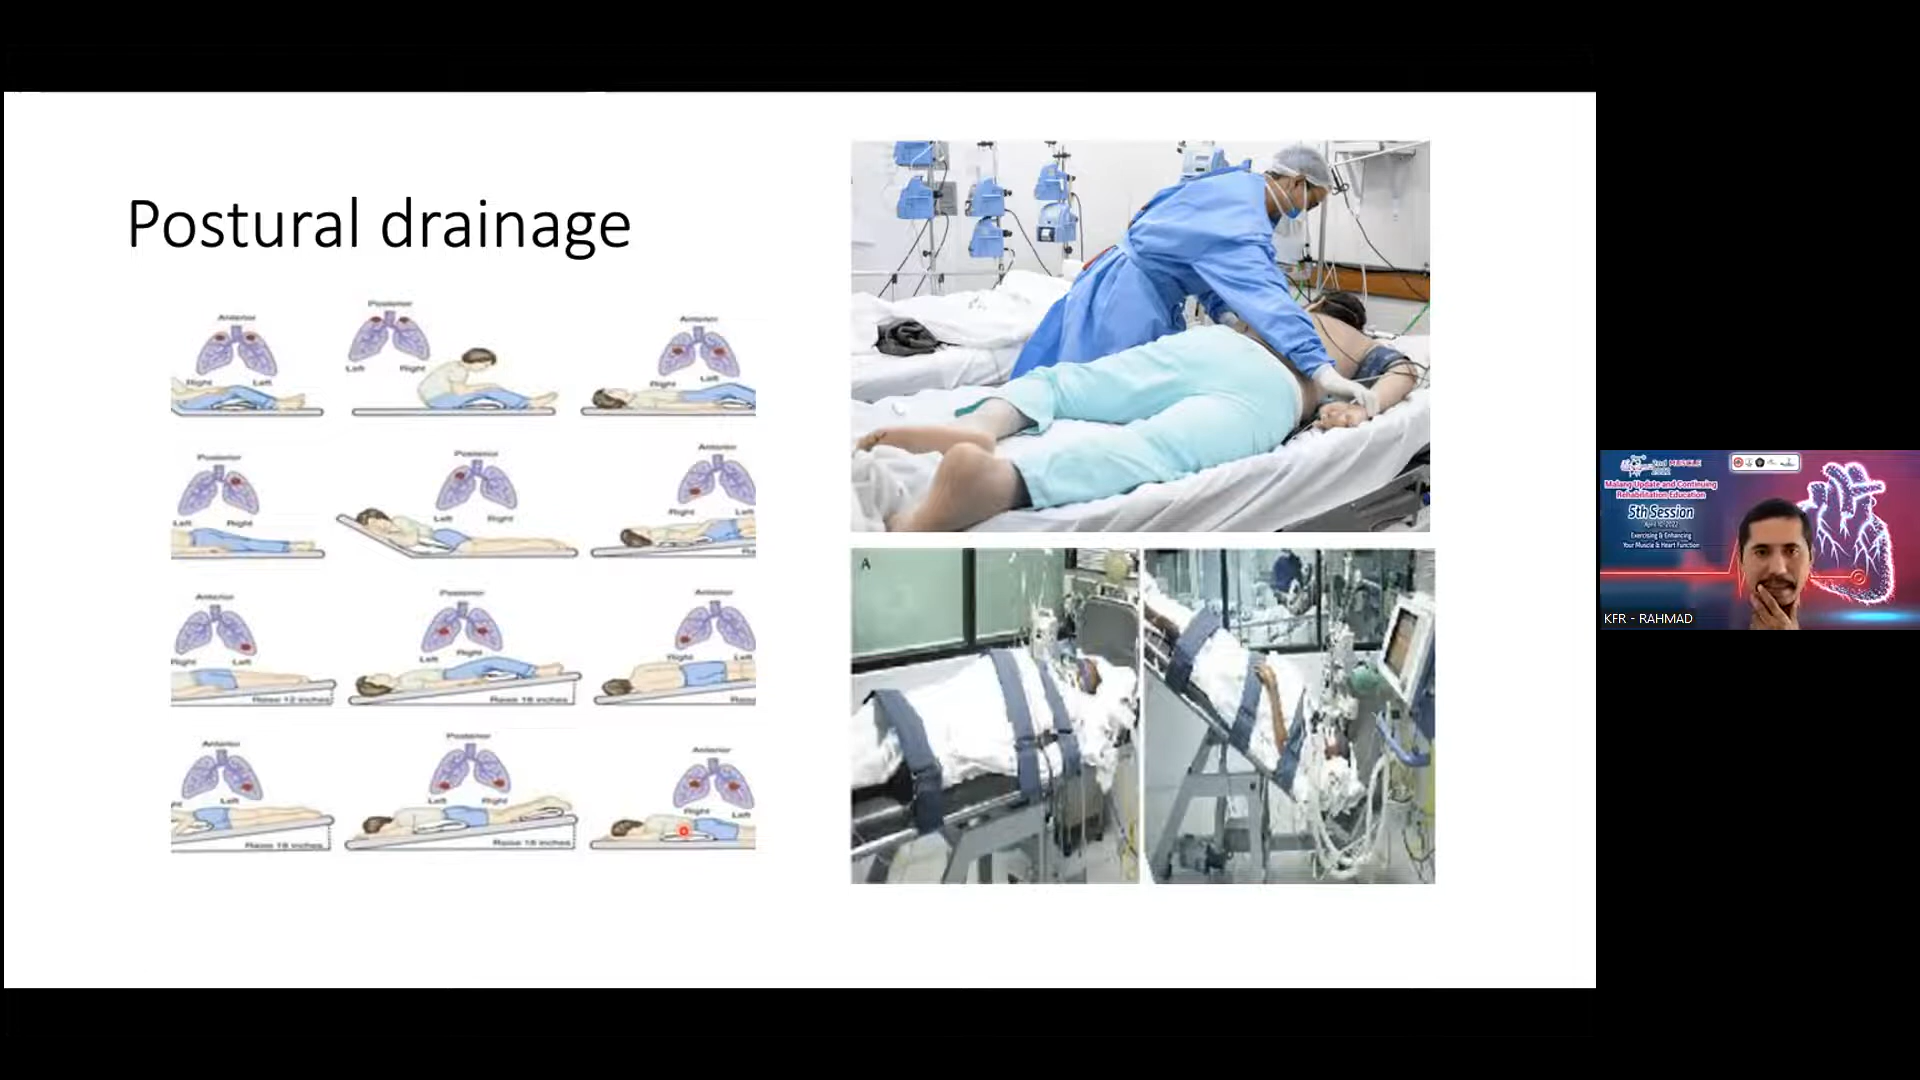 Postural drainage
Anterior
Right
Left
Posterior
Left
Right
Anterior
Right
Left
Posterior
Left
Right
Posterior
Left
Right
Anterior
Right
Left
Anterior
Right
Left
Raise 12 inches
Posterior
Left
Right
Raise 18 inches
Anterior
Right
Left
Anterior
Left
Raise 18 inches
Posterior
Left
Right
Raise 18 inches
Anterior
Right
Left
A
2nd MUSCLE
2022
Malang Update and Continuing
Rehabilitation Education
5th Session
Exercising & Enhancing
Your Muscle & Heart Function
KFR - RAHMAD